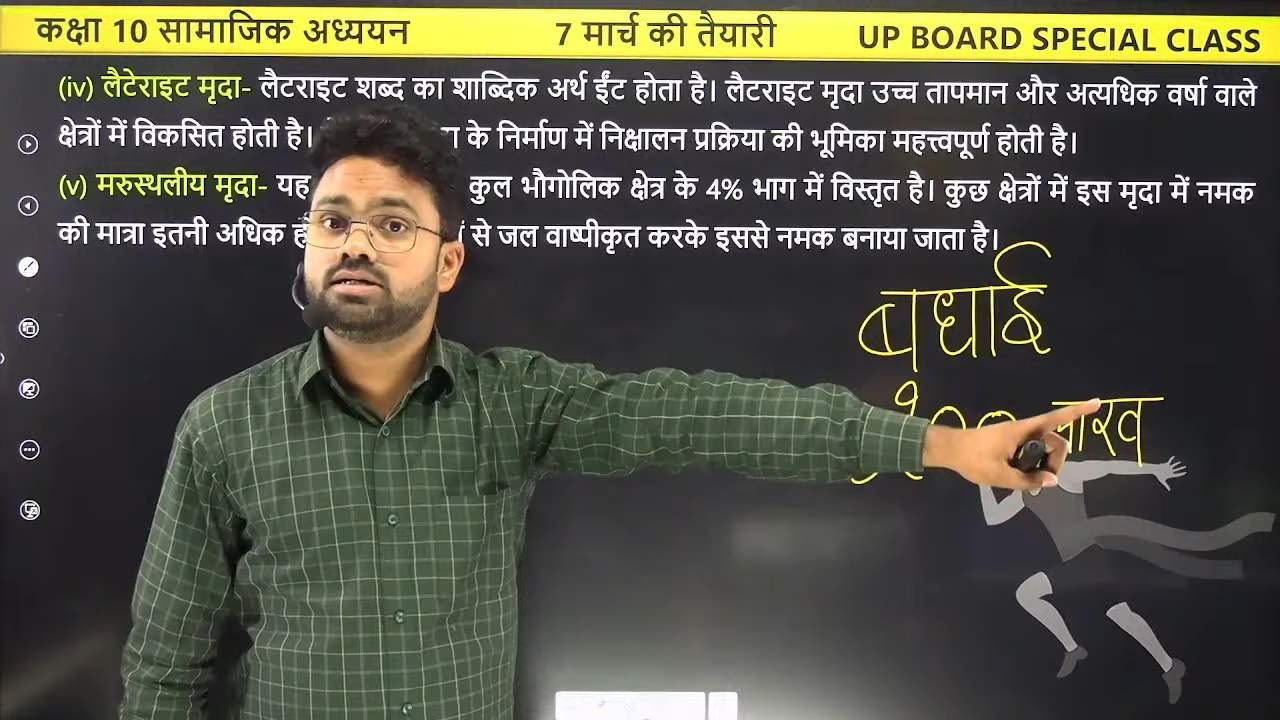 कक्षा 10 सामाजिक अध्ययन 7 मार्च की तैयारी UP BOARD SPECIAL CLASS
(iv) लैटेराइट मृदा- लैटराइट शब्द का शाब्दिक अर्थ ईंट होता है। लैटराइट मृदा उच्च तापमान और अत्यधिक वर्षा वाले
क्षेत्रों में विकसित होती है। के निर्माण में निक्षालन प्रक्रिया की भूमिका महत्त्वपूर्ण होती है।
(v) मरुस्थलीय मृदा- यह कुल भौगोलिक क्षेत्र के 4% भाग में विस्तृत है। कुछ क्षेत्रों में इस मृदा में नमक
की मात्रा इतनी अधिक से जल वाष्पीकृत करके इससे नमक बनाया जाता है।
बधाई